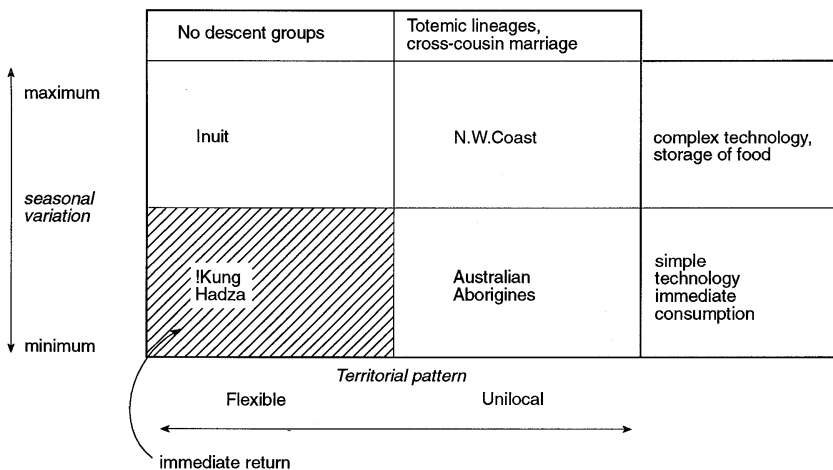 No descent groups
Totemic lineages,
cross-cousin marriage
maximum
Inuit
N.W.Coast
complex technology,
storage of food
seasonal
variation
!Kung
Hadza
Australian
Aborigines
simple
technology
immediate
consumption
minimum
Territorial pattern
Flexible
Unilocal
immediate return